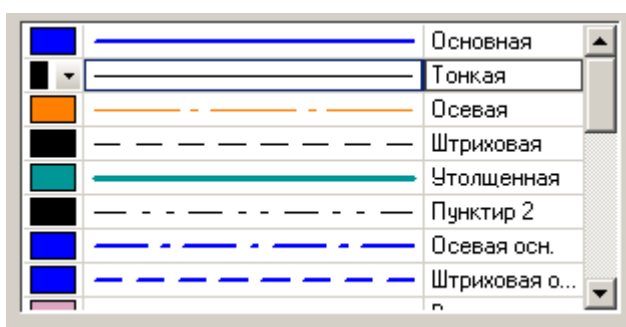 Основная
Тонкая
Осевая
Штриховая
Утолщенная
Пунктир 2
Осевая осн.
Штриховая о...